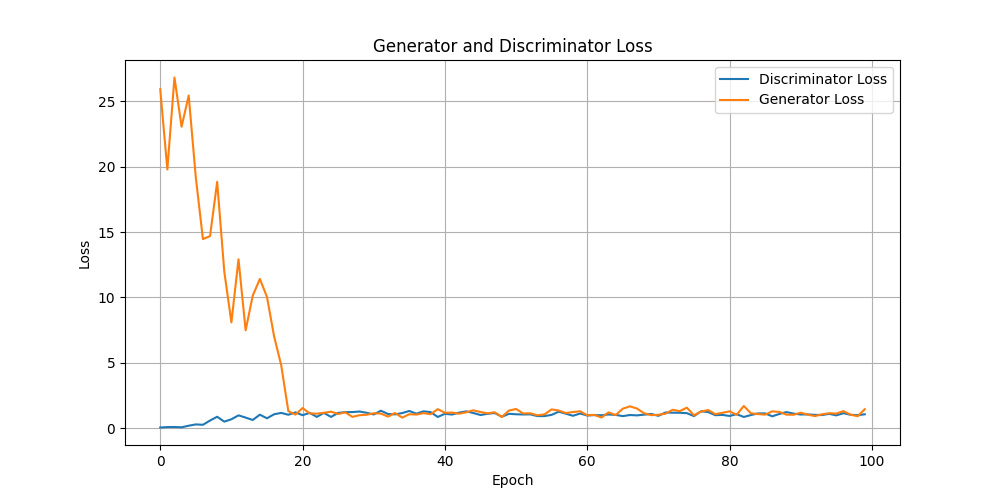 Generator and Discriminator Loss
Discriminator Loss
Generator Loss
25
20
15
10
5
0
Loss
0 20 40 60 80 100
Epoch